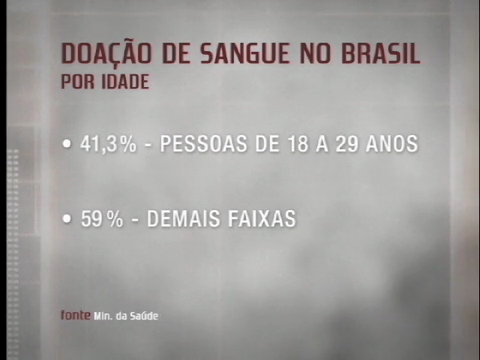 DOAÇÃO DE SANGUE NO BRASIL
POR IDADE
• 41,3% - PESSOAS DE 18 A 29 ANOS
• 59% - DEMAIS FAIXAS
fonte Min. da Saúde